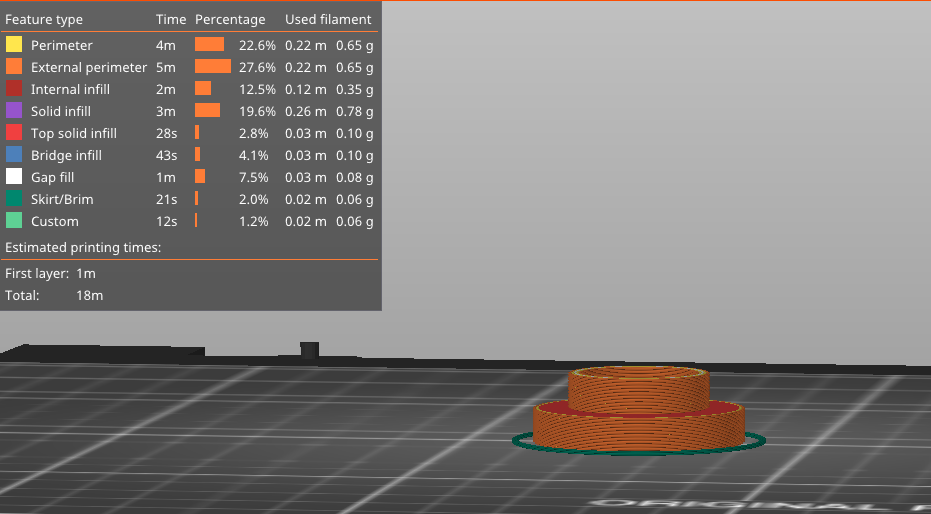 Feature type Time Percentage Used filament
Perimeter 4m 22.6% 0.22 m 0.65 g
External perimeter 5m 27.6% 0.22 m 0.65 g
Internal infill 2m 12.5% 0.12 m 0.35 g
Solid infill 3m 19.6% 0.26 m 0.78 g
Top solid infill 28s 2.8% 0.03 m 0.10 g
Bridge infill 43s 4.1% 0.03 m 0.10 g
Gap fill 1m 7.5% 0.03 m 0.08 g
Skirt/Brim 21s 2.0% 0.02 m 0.06 g
Custom 12s 1.2% 0.02 m 0.06 g
Estimated printing times:
First layer: 1m
Total: 18m
ORIGINAL